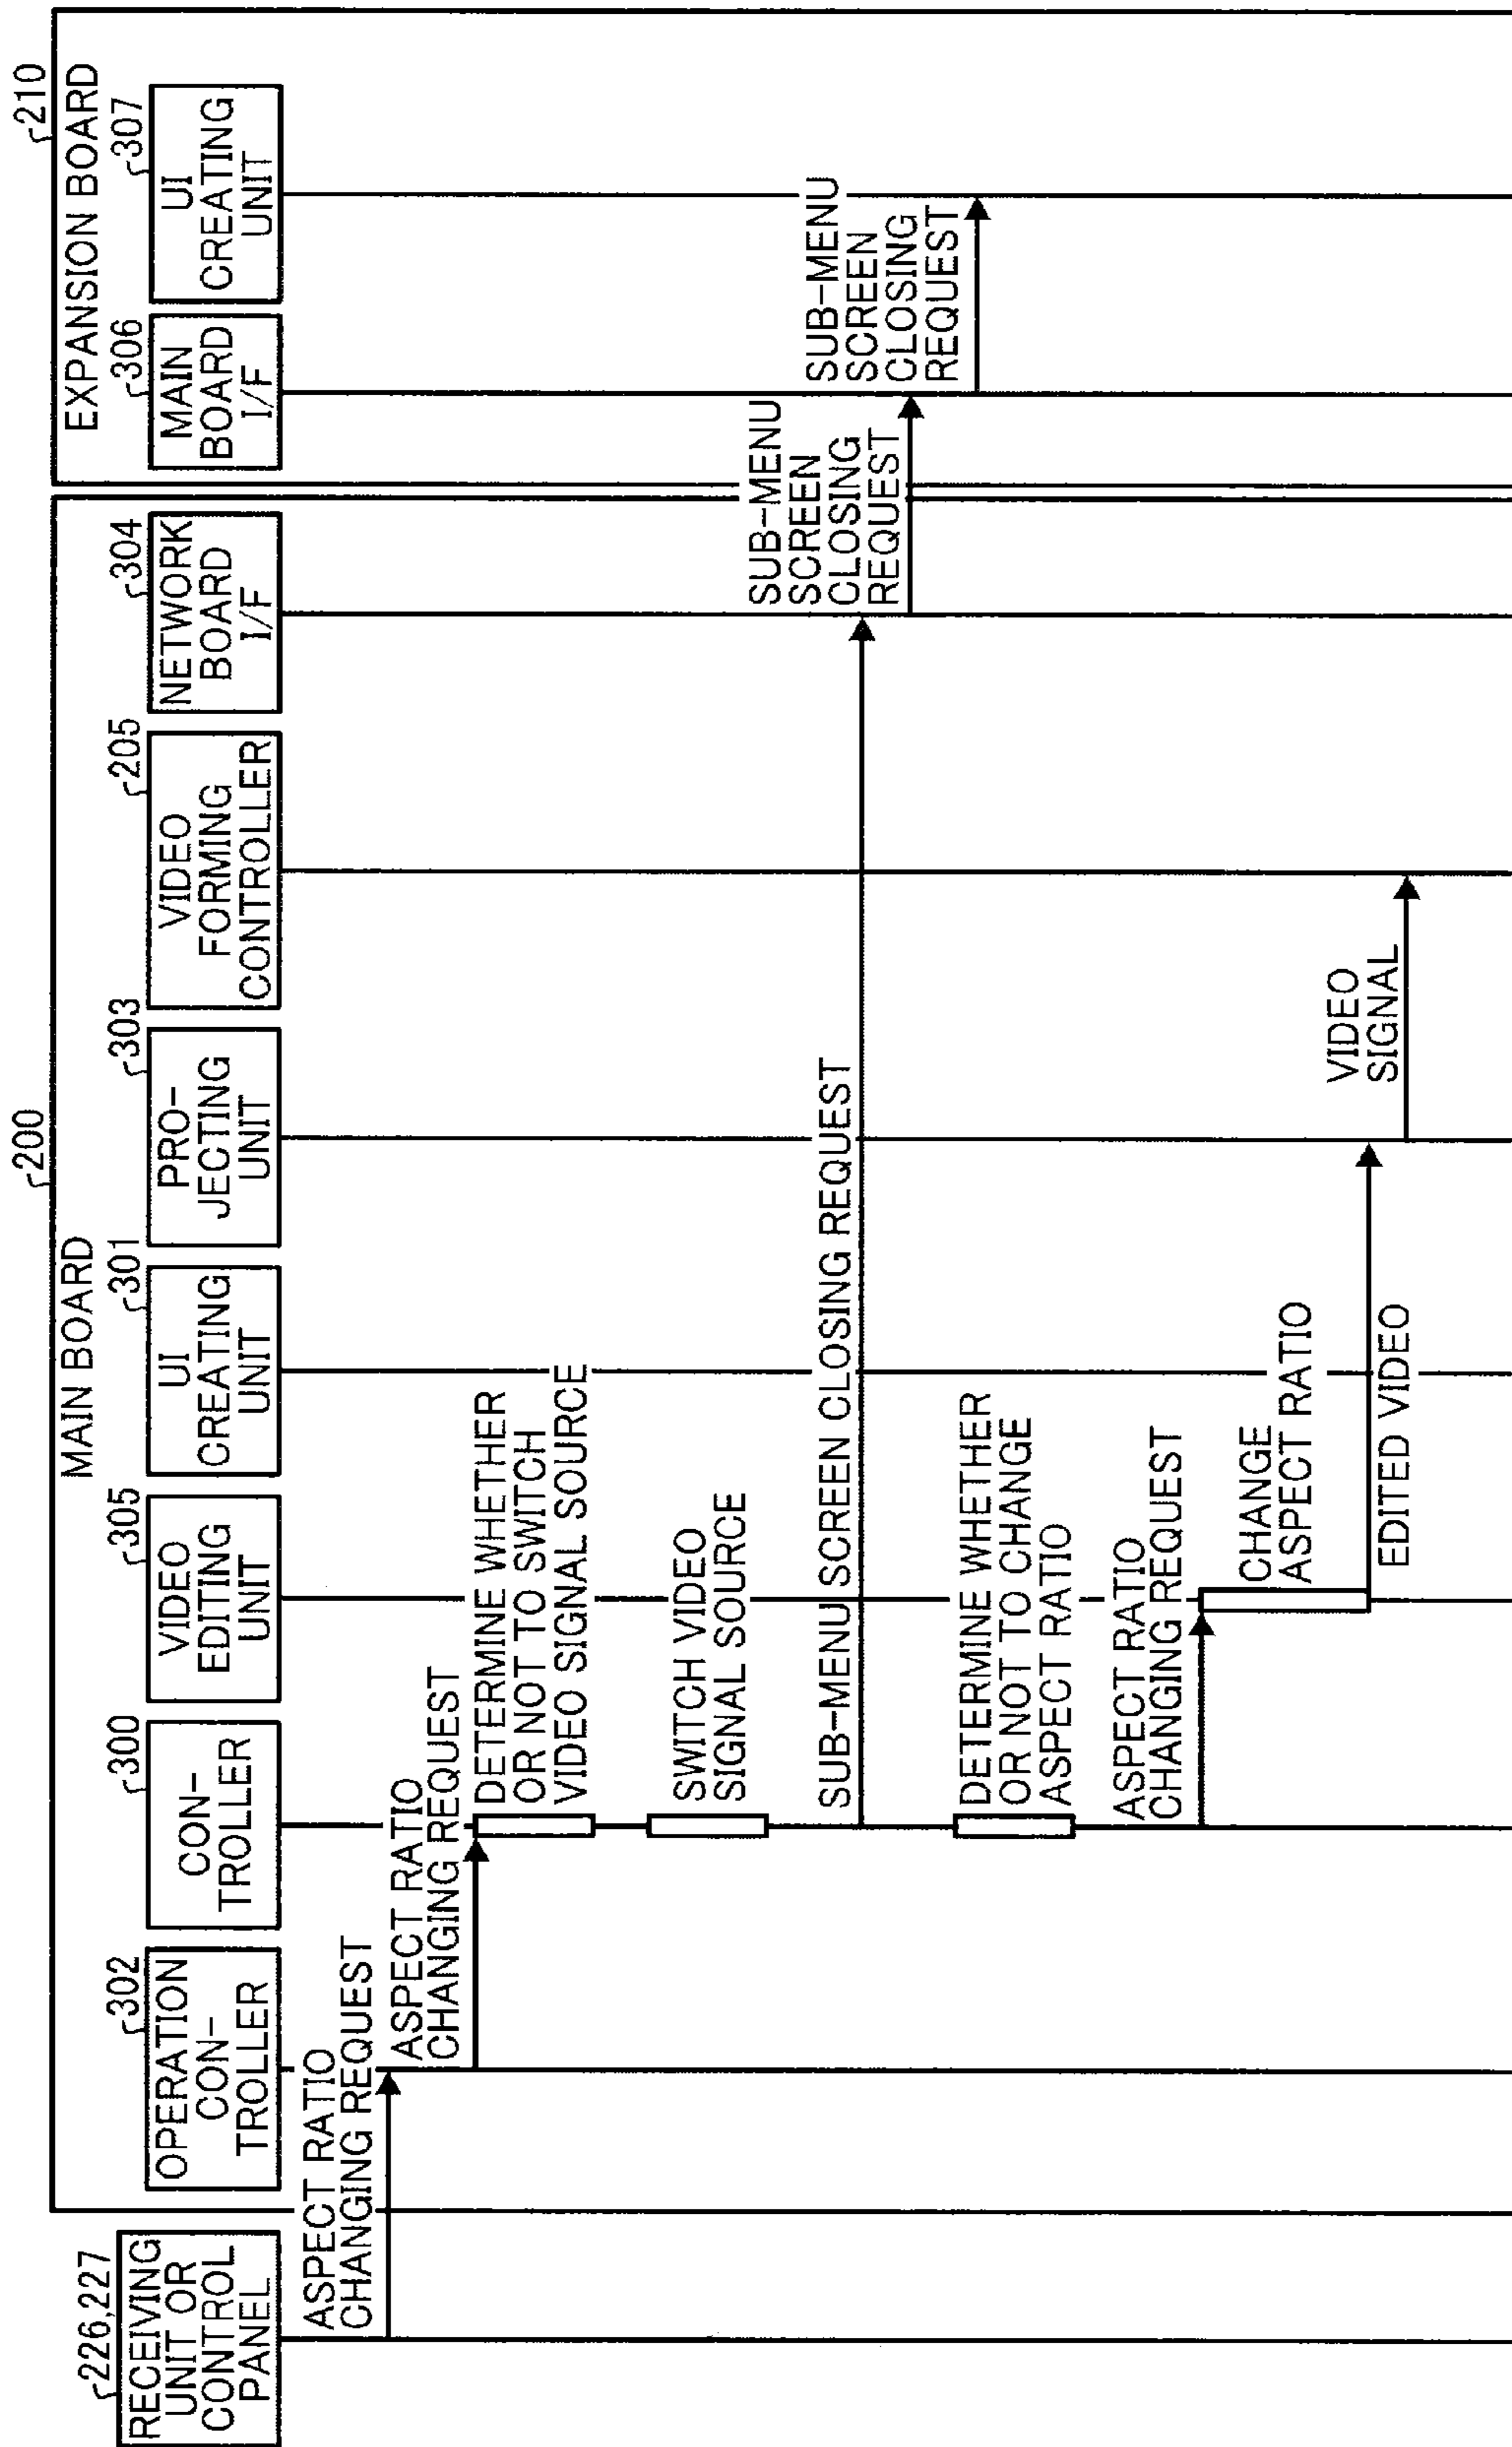 226,227
RECEIVING
UNIT OR
CONTROL
PANEL
200
MAIN BOARD
302
OPERATION
CON-
TROLLER
300
CON-
TROLLER
305
VIDEO
EDITING
UNIT
301
UI
CREATING
UNIT
303
PRO-
JECTING
UNIT
205
VIDEO
FORMING
CONTROLLER
304
NETWORK
BOARD
I/F
210
EXPANSION BOARD
306
MAIN
BOARD
I/F
307
UI
CREATING
UNIT
ASPECT RATIO
CHANGING REQUEST
ASPECT RATIO
CHANGING REQUEST
DETERMINE WHETHER
OR NOT TO SWITCH
VIDEO SIGNAL SOURCE
SWITCH VIDEO
SIGNAL SOURCE
SUB-MENU SCREEN CLOSING REQUEST
SUB-MENU
SCREEN
CLOSING
REQUEST
SUB-MENU
SCREEN
CLOSING
REQUEST
DETERMINE WHETHER
OR NOT TO CHANGE
ASPECT RATIO
ASPECT RATIO
CHANGING REQUEST
CHANGE
ASPECT RATIO
EDITED VIDEO
VIDEO
SIGNAL